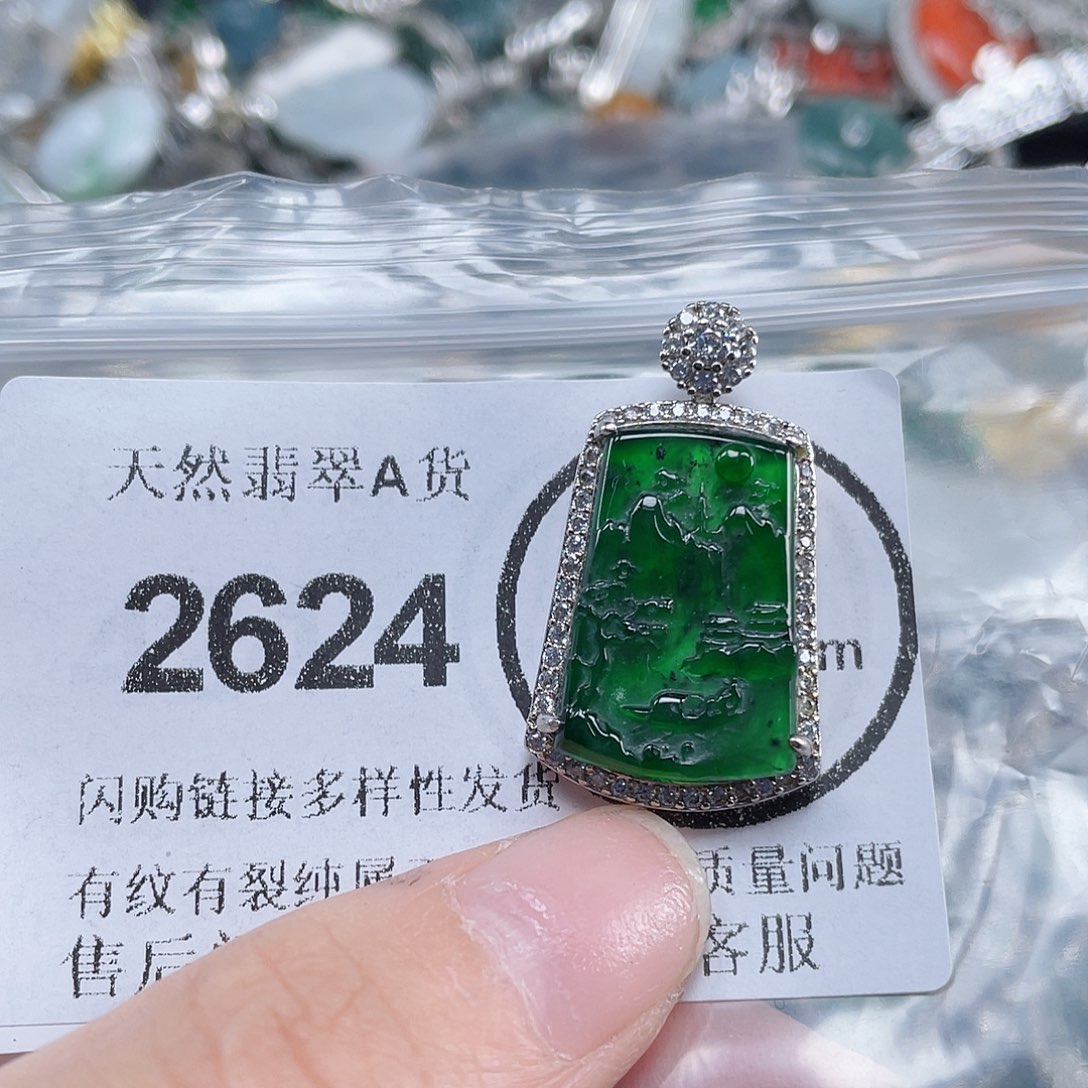 天然翡翠A货
2624
m
闪购链接多样性发货
有纹有裂纯属 质量问题
售后 客服